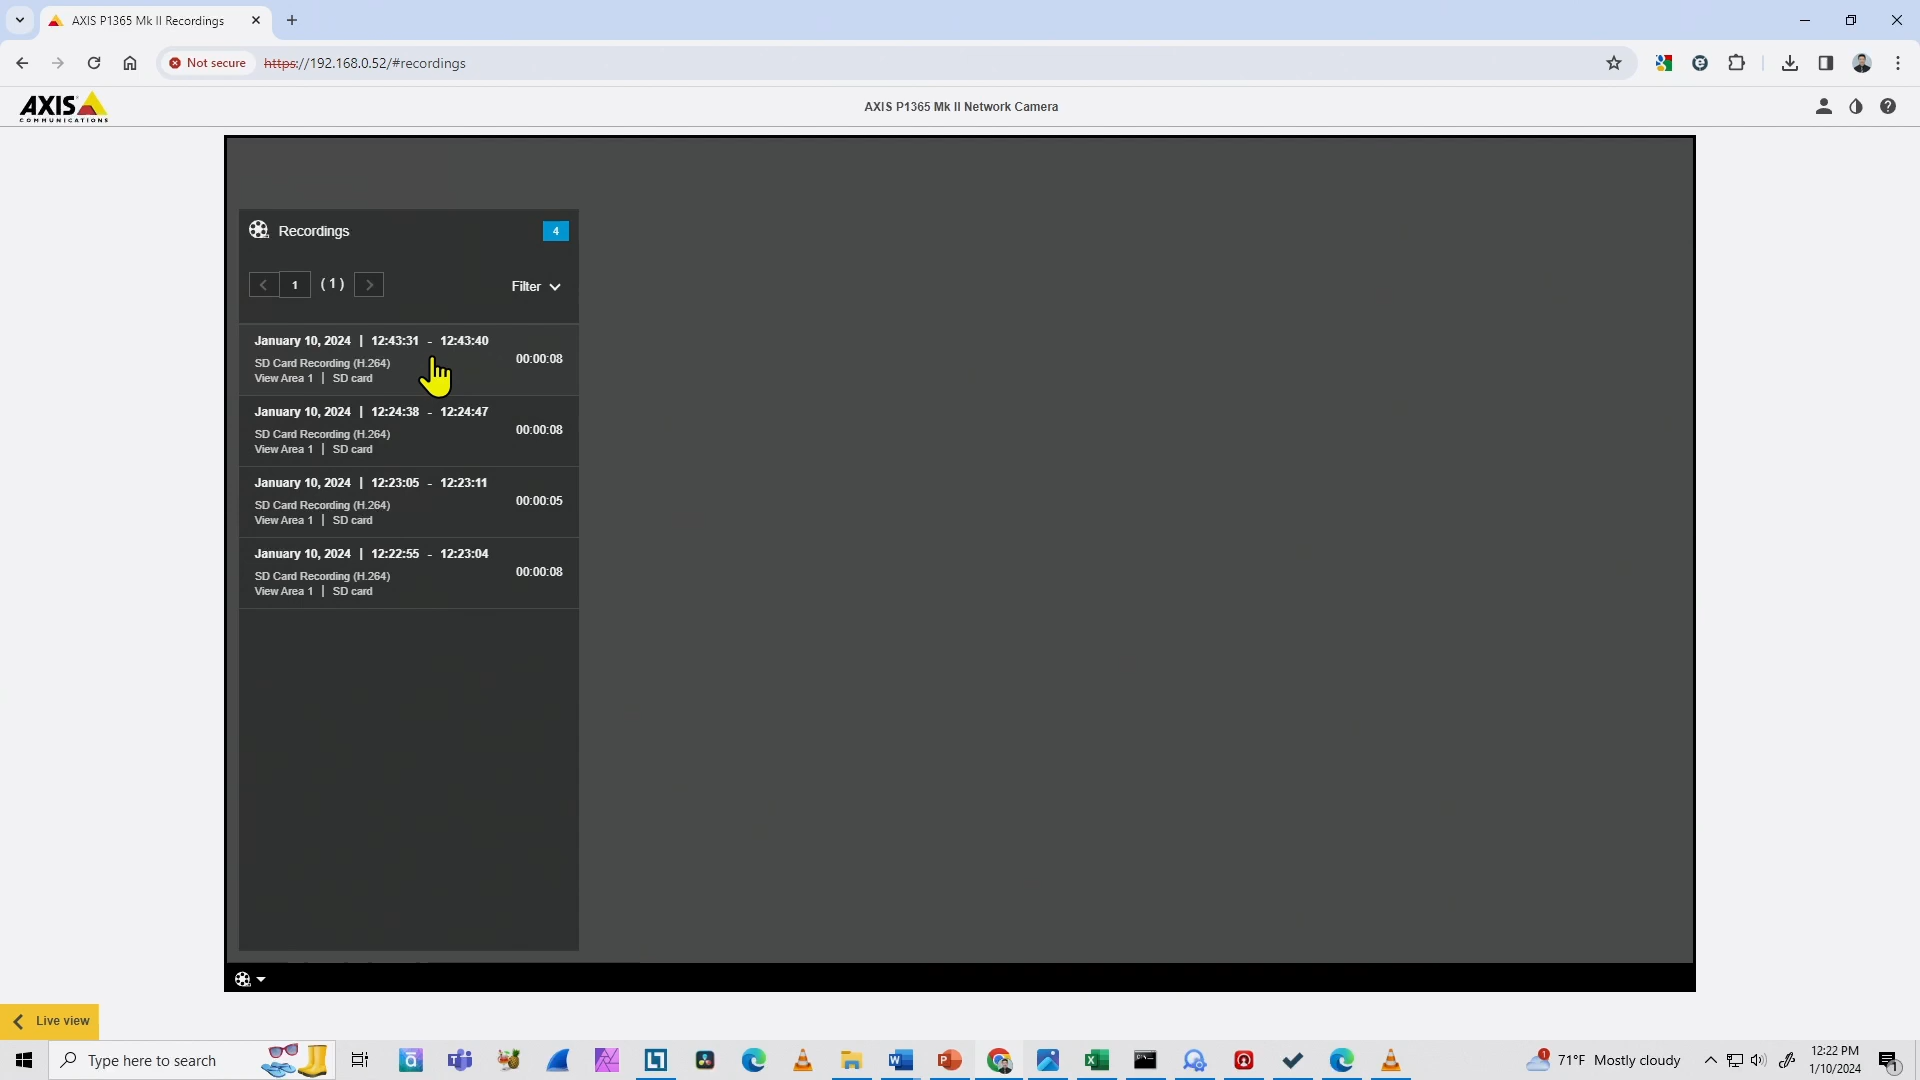 AXIS P1365 Mk II Recordings
Not secure https://192.168.0.52/#recordings
AXIS
COMMUNICATIONS
AXIS P1365 Mk II Network Camera
Recordings 4
1 ( 1 ) Filter
January 10, 2024 | 12:43:31 - 12:43:40
00:00:08
SD Card Recording (H.264)
View Area 1 | SD card
January 10, 2024 | 12:24:38 - 12:24:47
00:00:08
SD Card Recording (H.264)
View Area 1 | SD card
January 10, 2024 | 12:23:05 - 12:23:11
00:00:05
SD Card Recording (H.264)
View Area 1 | SD card
January 10, 2024 | 12:22:55 - 12:23:04
00:00:08
SD Card Recording (H.264)
View Area 1 | SD card
Live view
Type here to search
1 71°F Mostly cloudy
12:22 PM
1/10/2024
1